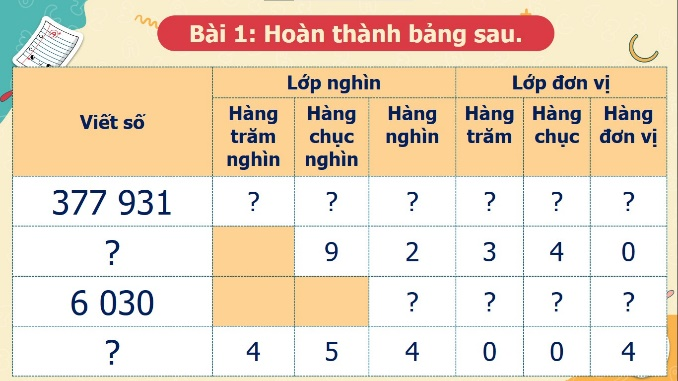 Bài 1: Hoàn thành bảng sau.
Viết số
Lớp nghìn
Lớp đơn vị
Hàng trăm nghìn
Hàng chục nghìn
Hàng nghìn
Hàng trăm
Hàng chục
Hàng đơn vị
377 931 ? ? ? ? ? ?
? 9 2 3 4 0
6 030 ? ? ? ?
? 4 5 4 0 0 4